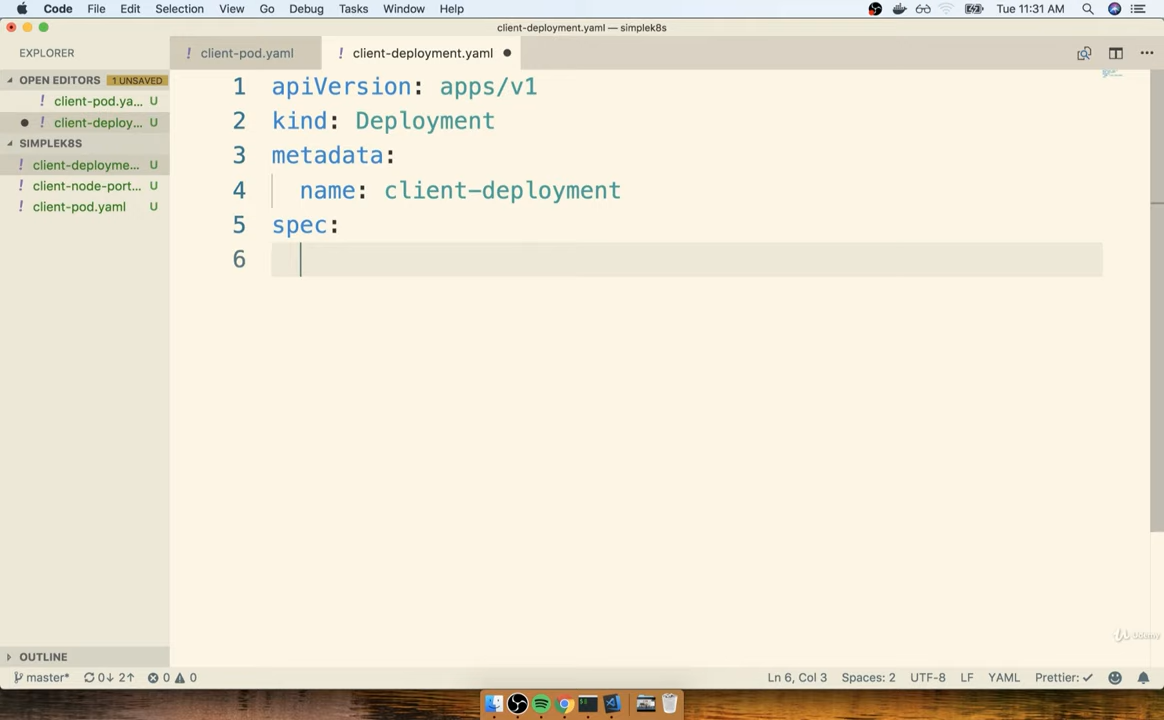 Code File Edit Selection View Go Debug Tasks Window Help Tue 11:31 AM
client-deployment.yaml — simplek8s
EXPLORER ! client-pod.yaml ! client-deployment.yaml
OPEN EDITORS 1 UNSAVED
! client-pod.ya... U
! client-deploy... U
SIMPLEK8S
! client-deployme... U
! client-node-port... U
! client-pod.yaml U
1 apiVersion: apps/v1
2 kind: Deployment
3 metadata:
4 name: client-deployment
5 spec:
6
Udemy
OUTLINE
master* 0↓ 2↑ 0 0 Ln 6, Col 3 Spaces: 2 UTF-8 LF YAML Prettier: ✓